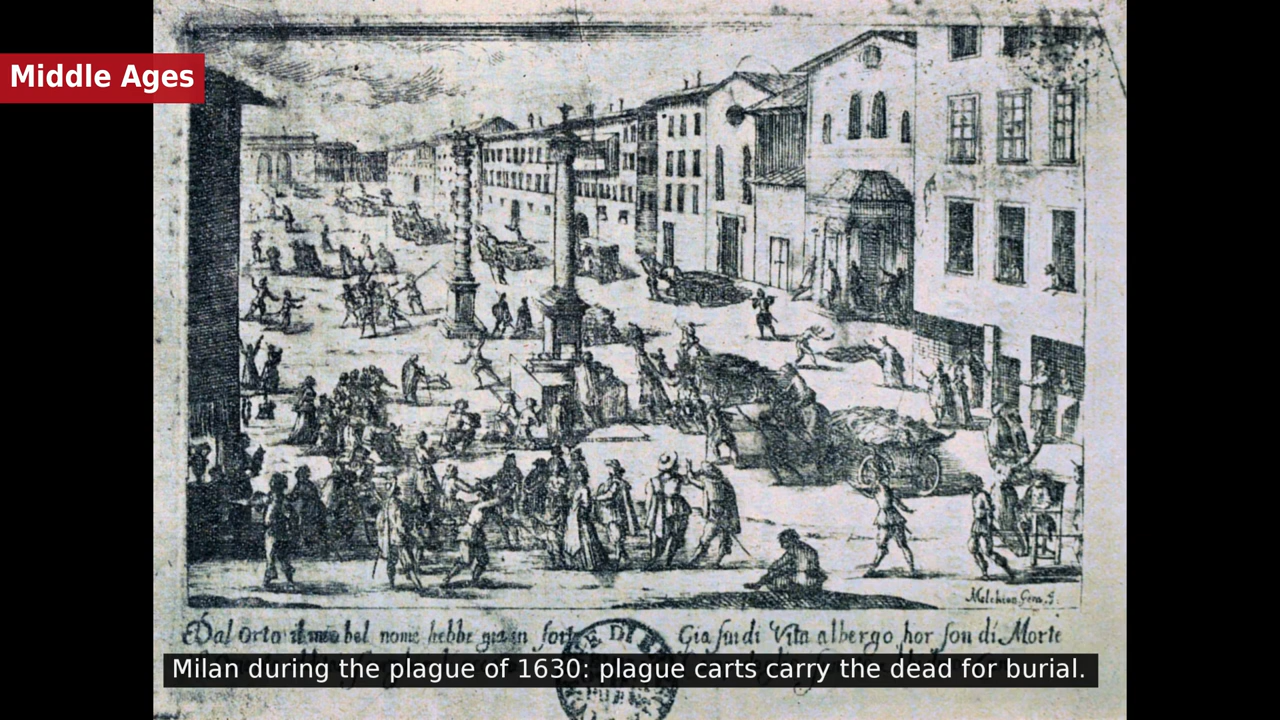 Middle Ages
Melchior Gera. F.
Dal orto il mio bel nome hebbe gia in sorte
Gia fui di Vita albergo hor son di Morte
Milan during the plague of 1630: plague carts carry the dead for burial.